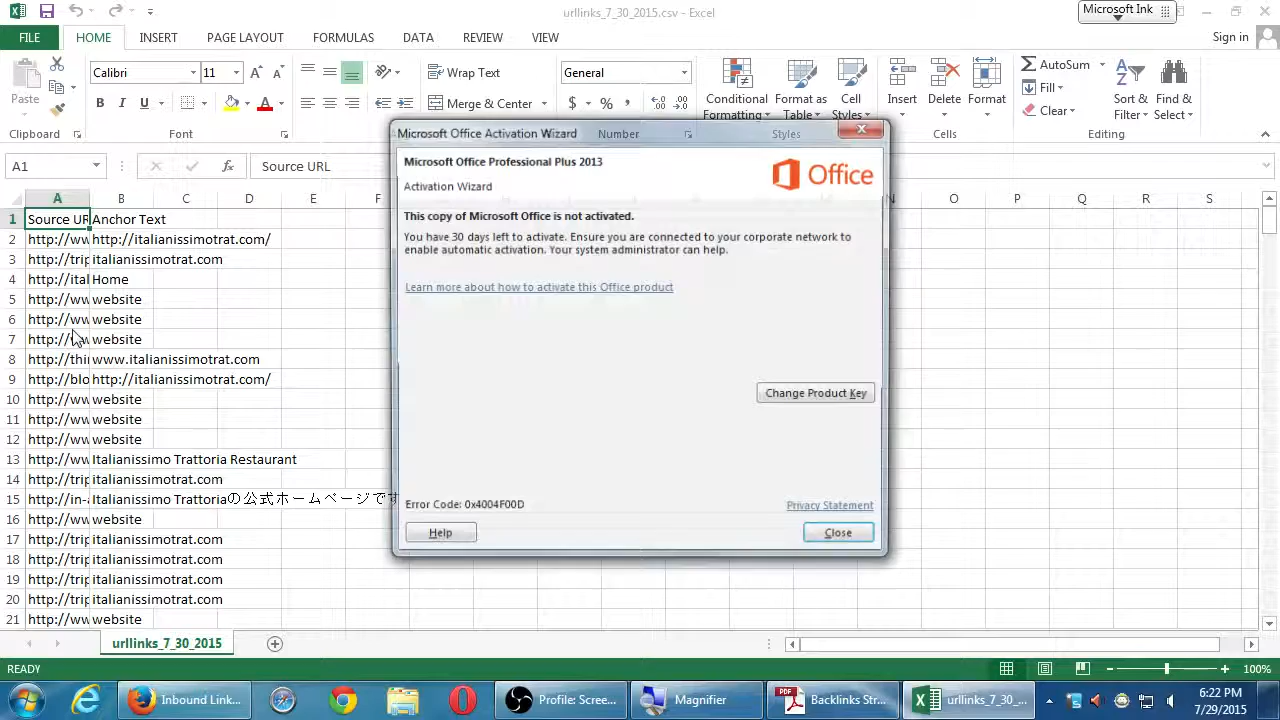 urllinks_7_30_2015.csv - Excel
Microsoft Ink
FILE HOME INSERT PAGE LAYOUT FORMULAS DATA REVIEW VIEW Sign in
Paste
Calibri 11
B I U
Wrap Text
Merge & Center
General
$ % ,
Conditional Formatting
Format as Table
Cell Styles
Insert Delete Format
AutoSum
Fill
Clear
Sort & Filter
Find & Select
Clipboard Font Number Styles Cells Editing
A1 fx Source URL
A B C D E F N O P Q R S
1 Source UR Anchor Text
2 http://ww http://italianissimotrat.com/
3 http://trip italianissimotrat.com
4 http://ital Home
5 http://ww website
6 http://ww website
7 http://ww website
8 http://thi www.italianissimotrat.com
9 http://blo http://italianissimotrat.com/
10 http://ww website
11 http://ww website
12 http://ww website
13 http://ww Italianissimo Trattoria Restaurant
14 http://trip italianissimotrat.com
15 http://in-a Italianissimo Trattoriaの公式ホームページです
16 http://ww website
17 http://trip italianissimotrat.com
18 http://trip italianissimotrat.com
19 http://trip italianissimotrat.com
20 http://trip italianissimotrat.com
21 http://ww website
Microsoft Office Activation Wizard
Microsoft Office Professional Plus 2013
Activation Wizard
Office
This copy of Microsoft Office is not activated.
You have 30 days left to activate. Ensure you are connected to your corporate network to
enable automatic activation. Your system administrator can help.
Learn more about how to activate this Office product
Change Product Key
Error Code: 0x4004F00D
Privacy Statement
Help
Close
urllinks_7_30_2015
READY
100%
Inbound Link...
Profile: Scree...
Magnifier
PDF
Backlinks Str...
urllinks_7_30_...
6:22 PM
7/29/2015